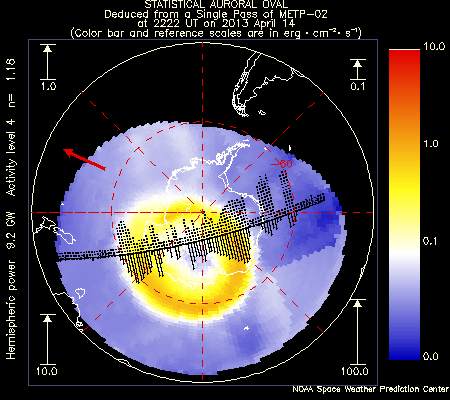 STATISTICAL AURORAL OVAL
Deduced from a Single Pass of METP-02
at 2222 UT on 2013 April 14
(Color bar and reference scales are in erg·cm⁻²·s⁻¹)
Hemispheric power 9.2 GW Activity level 4 n= 1.18
1.0
0.1
10.0
100.0
-60
10.0
1.0
0.1
0.0
NOAA Space Weather Prediction Center